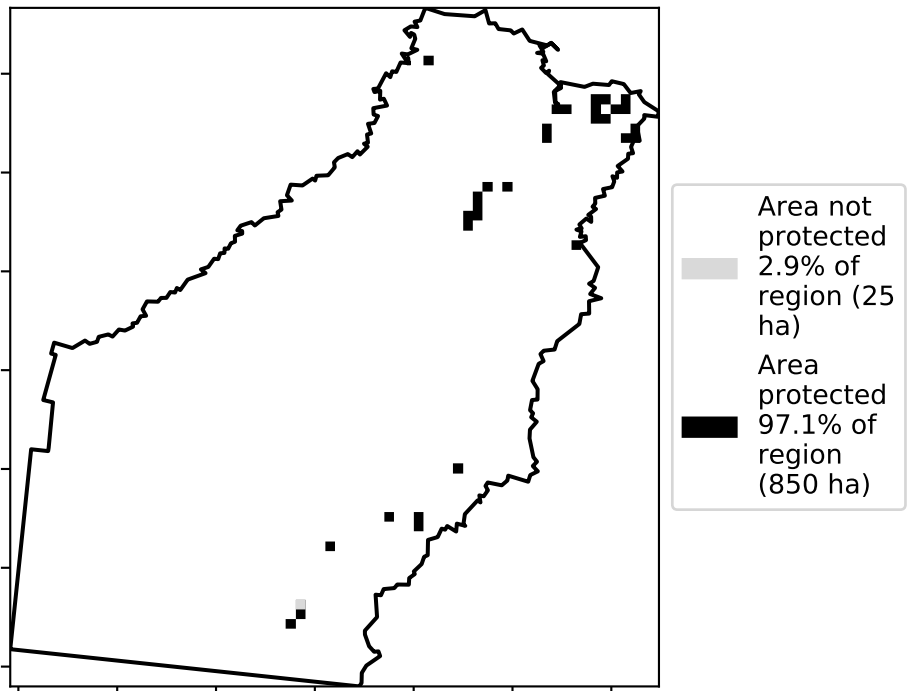 Area not
protected
2.9% of
region (25
ha)
Area
protected
97.1% of
region
(850 ha)